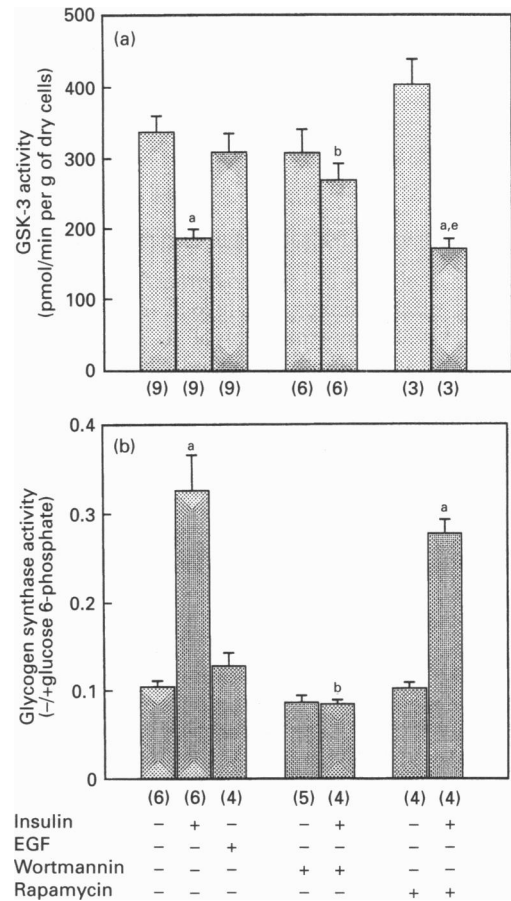 500
(a)
400
300
200
100
0
GSK-3 activity
(pmol/min per g of dry cells)
a
b
a,e
(9) (9) (9) (6) (6) (3) (3)
0.4
(b)
0.3
0.2
0.1
0
Glycogen synthase activity
(–/+glucose 6-phosphate)
a
b
a
(6) (6) (4) (5) (4) (4) (4)
Insulin – + – – + – +
EGF – – + – – – –
Wortmannin – – – + + – –
Rapamycin – – – – – + +